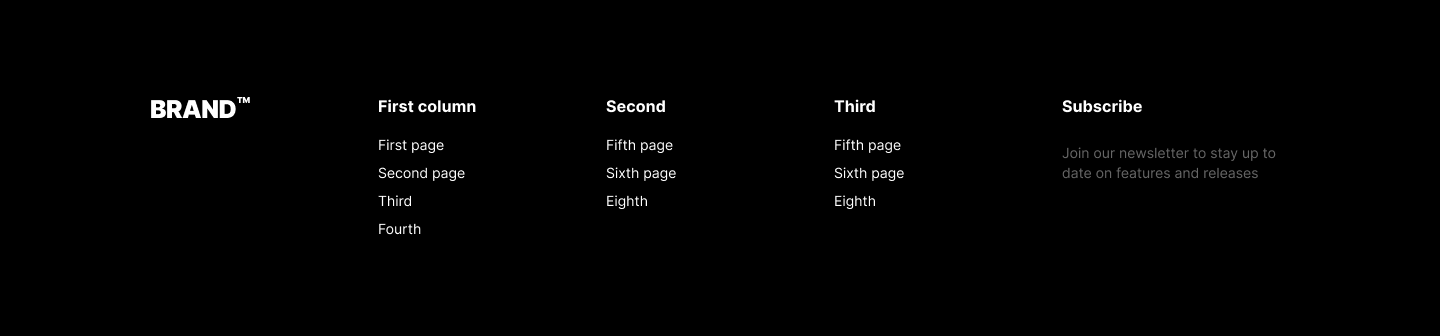 BRAND™
First column
First page
Second page
Third
Fourth
Second
Fifth page
Sixth page
Eighth
Third
Fifth page
Sixth page
Eighth
Subscribe
Join our newsletter to stay up to
date on features and releases